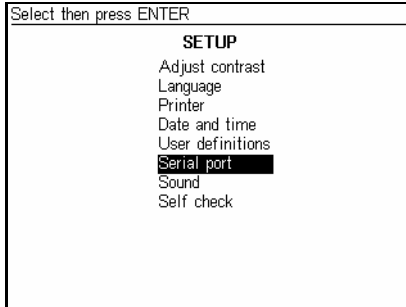 Select then press ENTER
SETUP
Adjust contrast
Language
Printer
Date and time
User definitions
Serial port
Sound
Self check